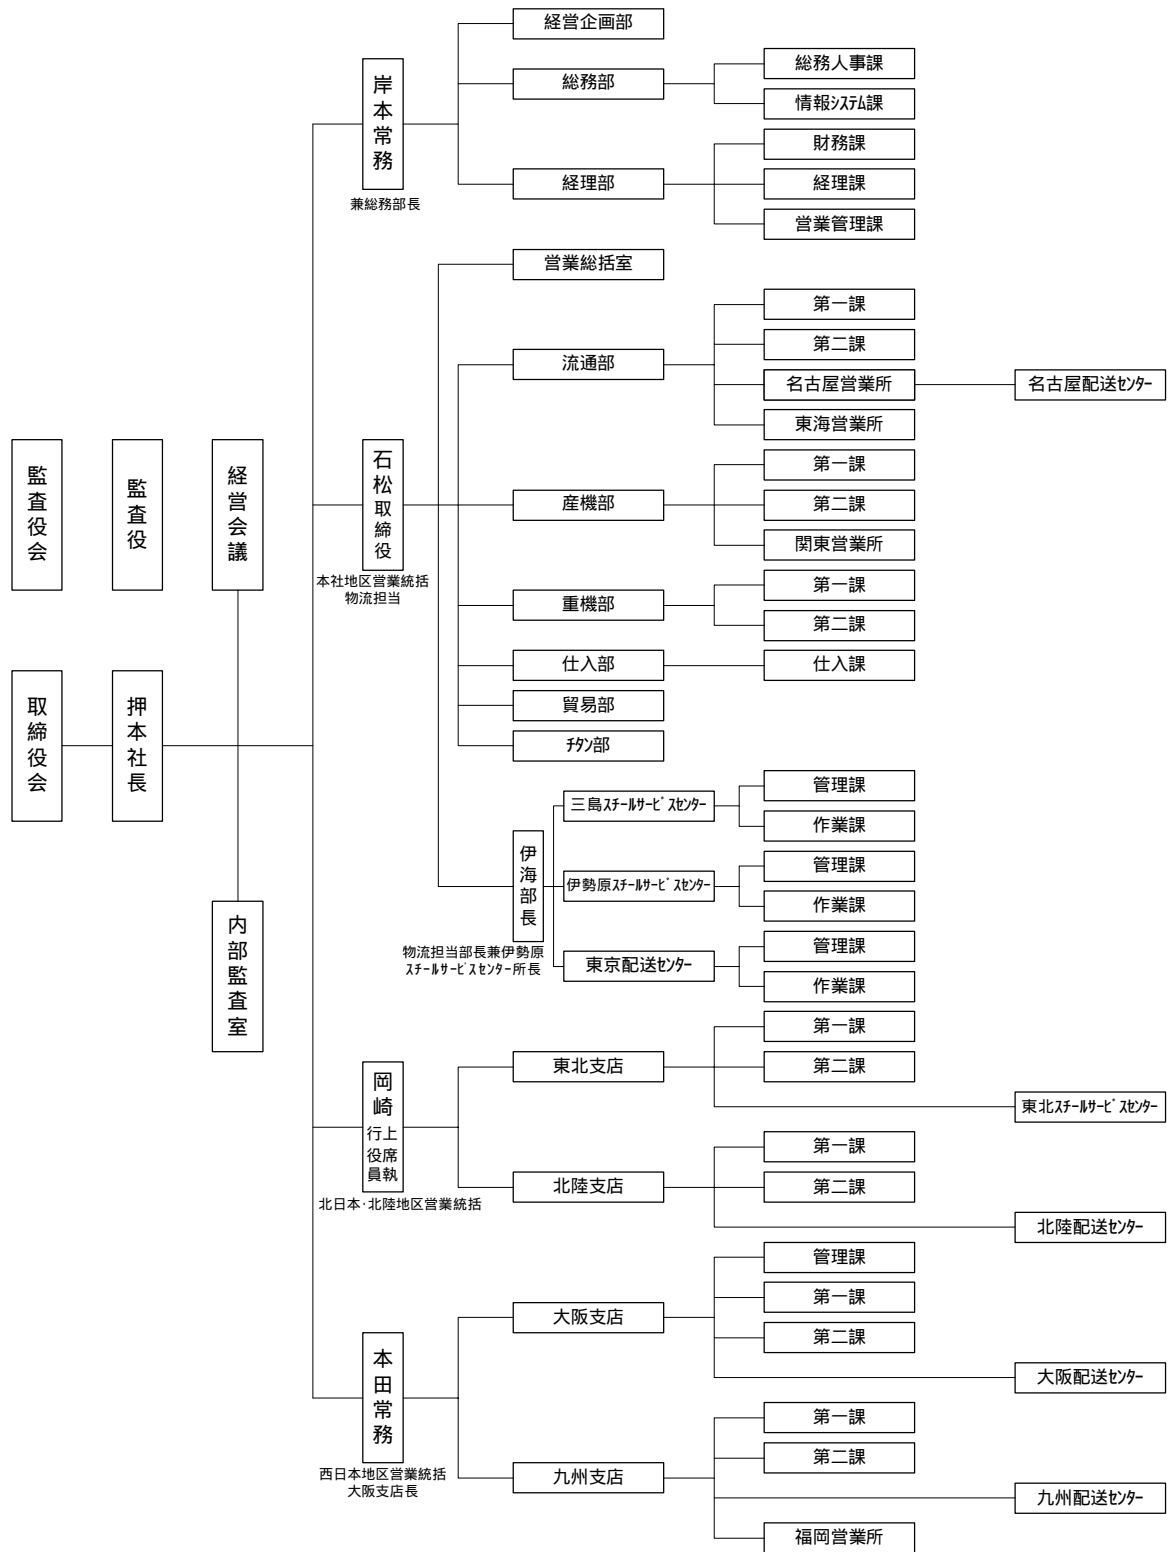 監査役会
監査役
経営会議
取締役会
押本社長
内部監査室
岸本常務
兼総務部長
経営企画部
総務部
総務人事課
情報システム課
経理部
財務課
経理課
営業管理課
石松取締役
本社地区営業統括
物流担当
営業総括室
流通部
第一課
第二課
名古屋営業所
名古屋配送センター
東海営業所
産機部
第一課
第二課
関東営業所
重機部
第一課
第二課
仕入部
仕入課
貿易部
チタン部
伊海部長
物流担当部長兼伊勢原
スチールサービスセンター所長
三島スチールサービスセンター
管理課
作業課
伊勢原スチールサービスセンター
管理課
作業課
東京配送センター
管理課
作業課
岡崎上席執行役員
北日本・北陸地区営業統括
東北支店
第一課
第二課
東北スチールサービスセンター
北陸支店
第一課
第二課
北陸配送センター
本田常務
西日本地区営業統括
大阪支店長
大阪支店
管理課
第一課
第二課
大阪配送センター
九州支店
第一課
第二課
九州配送センター
福岡営業所